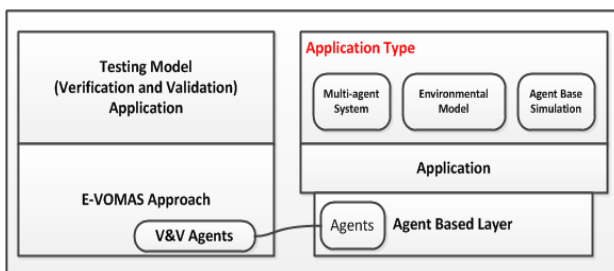 Testing Model
(Verification and Validation)
Application
E-VOMAS Approach
V&V Agents
Application Type
Multi-agent
System
Environmental
Model
Agent Base
Simulation
Application
Agents
Agent Based Layer